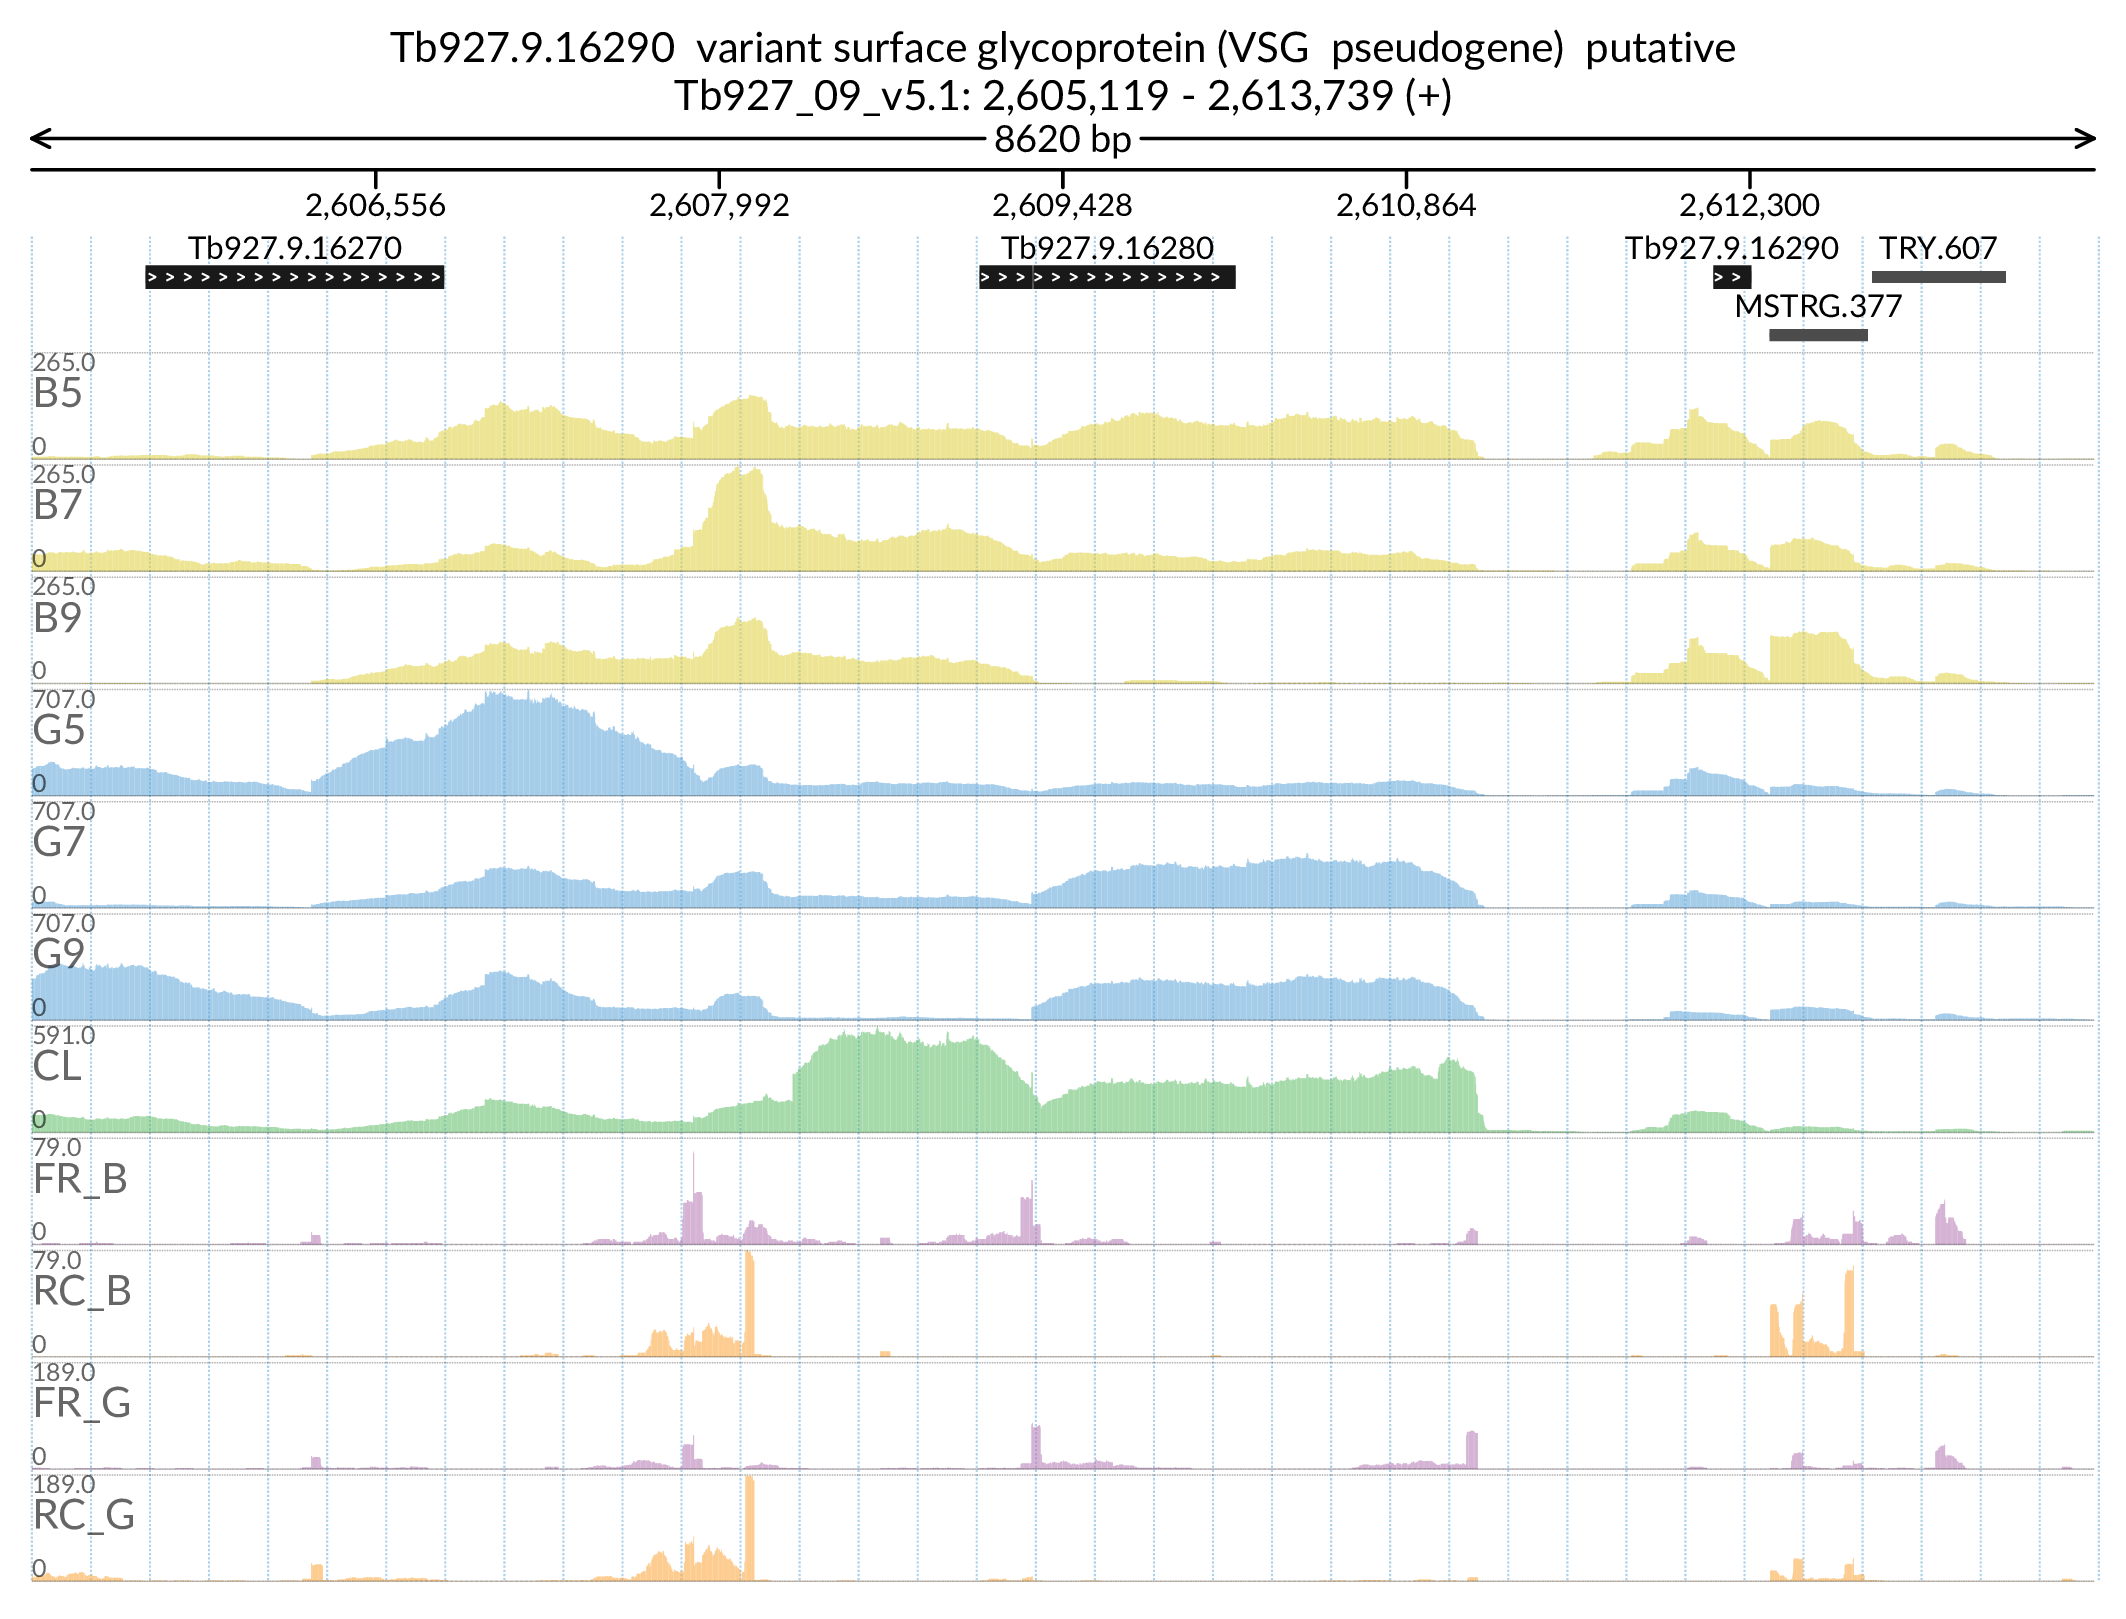 Tb927.9.16290 variant surface glycoprotein (VSG pseudogene) putative
Tb927_09_v5.1: 2,605,119 - 2,613,739 (+)
8620 bp
2,606,556 2,607,992 2,609,428 2,610,864 2,612,300
Tb927.9.16270 Tb927.9.16280 Tb927.9.16290 TRY.607
MSTRG.377
265.0
B5
0
265.0
B7
0
265.0
B9
0
707.0
G5
0
707.0
G7
0
707.0
G9
0
591.0
CL
0
79.0
FR_B
0
79.0
RC_B
0
189.0
FR_G
0
189.0
RC_G
0